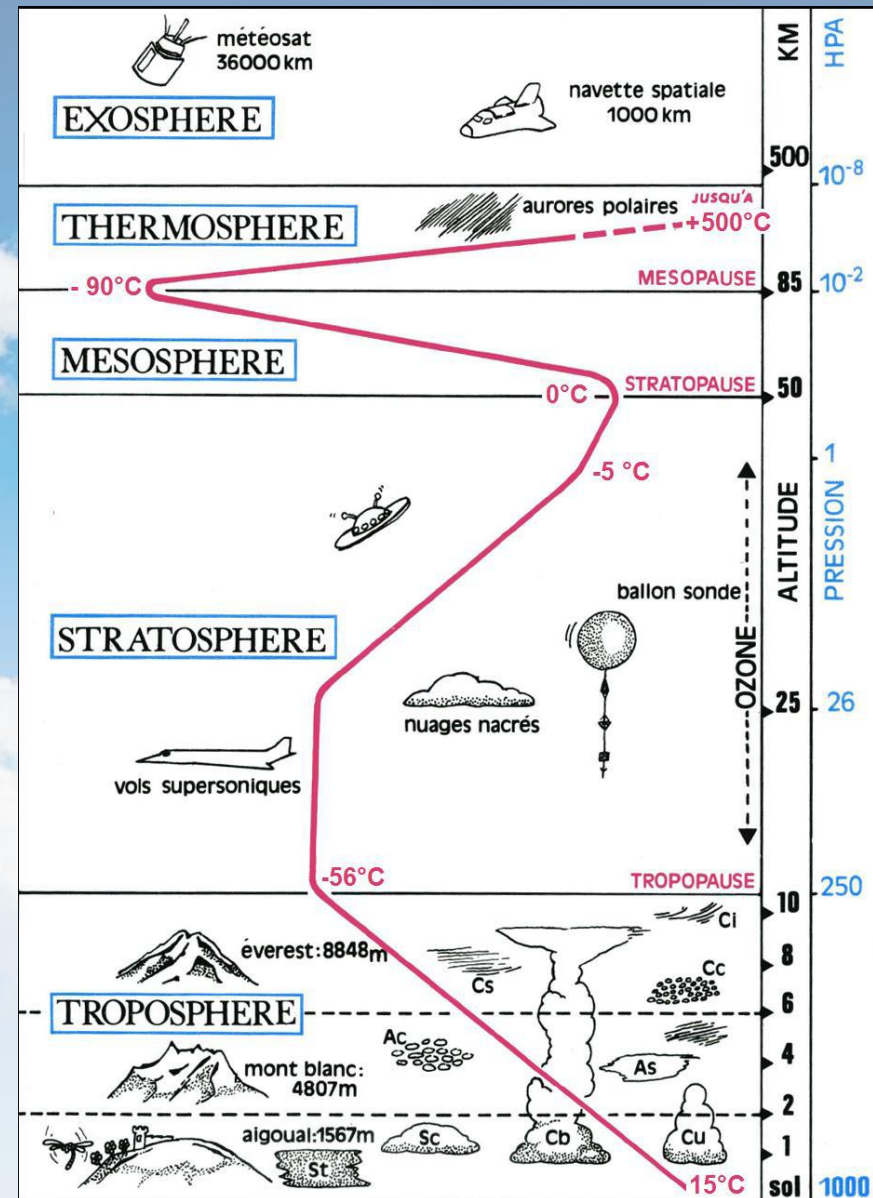 météosat
36000 km
navette spatiale
1000 km
EXOSPHERE
KM
HPA
500
10-8
THERMOSPHERE
aurores polaires
JUSQU'A
+500°C
- 90°C
MESOPAUSE
85
10-2
MESOSPHERE
0°C
STRATOPAUSE
50
-5 °C
1
ALTITUDE
PRESSION
ballon sonde
OZONE
STRATOSPHERE
nuages nacrés
25
26
vols supersoniques
-56°C
TROPOPAUSE
10
250
Ci
éverest:8848m
8
Cs
Cc
6
TROPOSPHERE
Ac
4
mont blanc:
4807m
As
2
aigoual:1567m
Sc
Cb
Cu
1
St
15°C
sol
1000